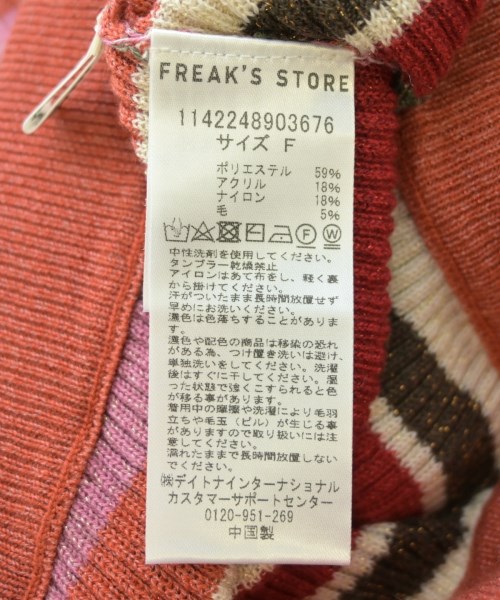 FREAK'S STORE
1142248903676
サイズ F
ポリエステル 59%
アクリル 18%
ナイロン 18%
毛 5%
中性洗剤を使用してください。
タンブラー乾燥禁止
アイロンはあて布をし、軽く裏
から掛けてください。
汗がついたまま長時間放置せず
早めにお洗いください。
濃色は色落ちすることがありま
す。
濃色や配色の商品は移染の恐れ
がある為、つけ置き洗いは避け、
単独洗いをしてください。洗濯
後はすぐに干してください。湿
った状態で強くこすられると色
が移る事があります。
着用中の摩擦や洗濯により毛羽
立ちや毛玉(ピル)が生じる事
がありますので取り扱いには注
意してください。
濡れたままで長時間放置しない
でください。
㈱デイトナインターナショナル
カスタマーサポートセンター
0120-951-269
中国製